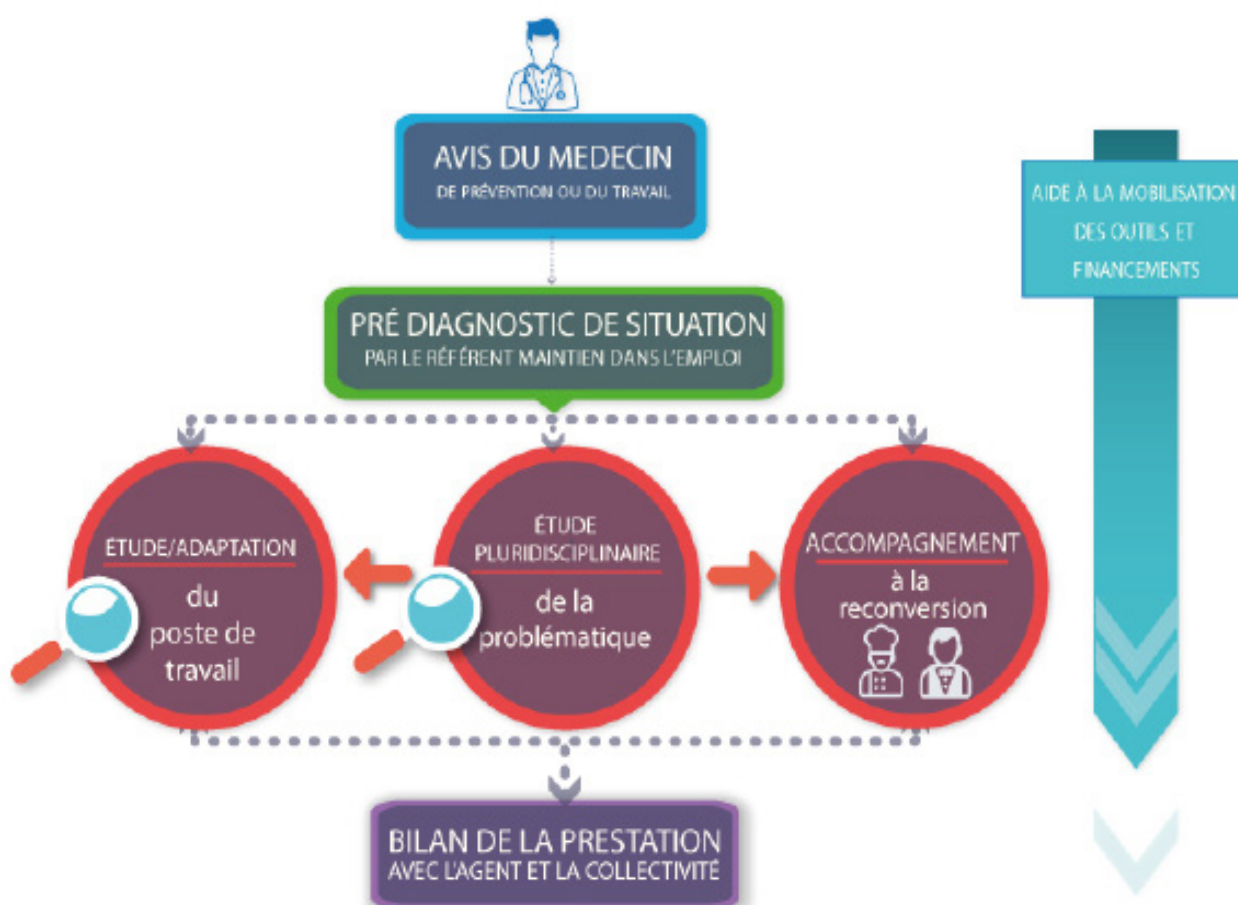 AVIS DU MEDECIN
DE PRÉVENTION OU DU TRAVAIL
AIDE À LA MOBILISATION
DES OUTILS ET
FINANCEMENTS
PRÉ DIAGNOSTIC DE SITUATION
PAR LE RÉFÉRENT MAINTIEN DANS L'EMPLOI
ÉTUDE/ADAPTATION
du
poste de
travail
ÉTUDE
PLURIDISCIPLINAIRE
de la
problématique
ACCOMPAGNEMENT
à la
reconversion
BILAN DE LA PRESTATION
AVEC L'AGENT ET LA COLLECTIVITÉ